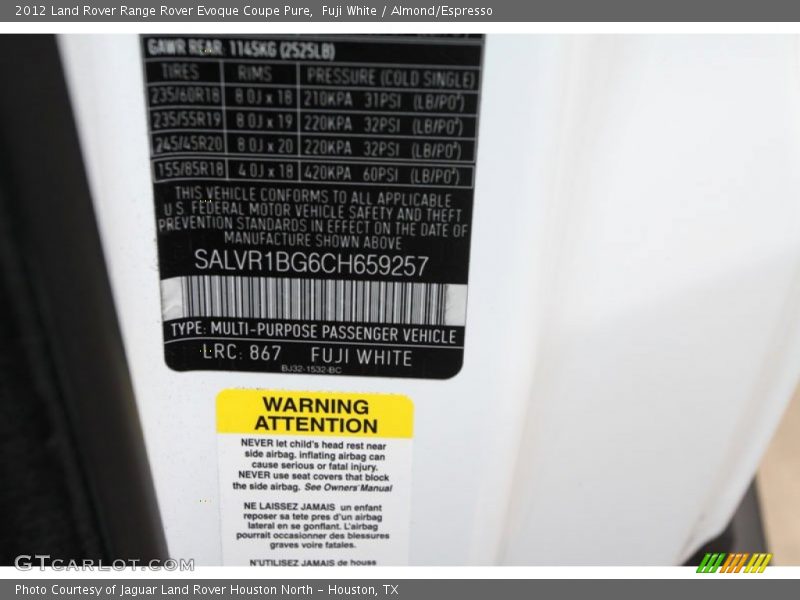 2012 Land Rover Range Rover Evoque Coupe Pure,  Fuji White / Almond/Espresso
GAWR REAR: 1145KG (2525LB)
TIRES RIMS PRESSURE (COLD SINGLE)
235/60R18 8.0J x 18 210KPA 31PSI (LB/PO²)
235/55R19 8.0J x 19 220KPA 32PSI (LB/PO²)
245/45R20 8.0J x 20 220KPA 32PSI (LB/PO²)
155/85R18 4.0J x 18 420KPA 60PSI (LB/PO²)
THIS VEHICLE CONFORMS TO ALL APPLICABLE
U.S. FEDERAL MOTOR VEHICLE SAFETY AND THEFT
PREVENTION STANDARDS IN EFFECT ON THE DATE OF
MANUFACTURE SHOWN ABOVE
SALVR1BG6CH659257
TYPE: MULTI-PURPOSE PASSENGER VEHICLE
LRC: 867 FUJI WHITE
BJ32-1532-BC
WARNING
ATTENTION
NEVER let child's head rest near
side airbag. inflating airbag can
cause serious or fatal injury.
NEVER use seat covers that block
the side airbag. See Owners' Manual
NE LAISSEZ JAMAIS un enfant
reposer sa tete pres d'un airbag
lateral en se gonflant. L'airbag
pourrait occasionner des blessures
graves voire fatales.
N'UTILISEZ JAMAIS de housse
GTCARLOT.COM
Photo Courtesy of Jaguar Land Rover Houston North - Houston, TX